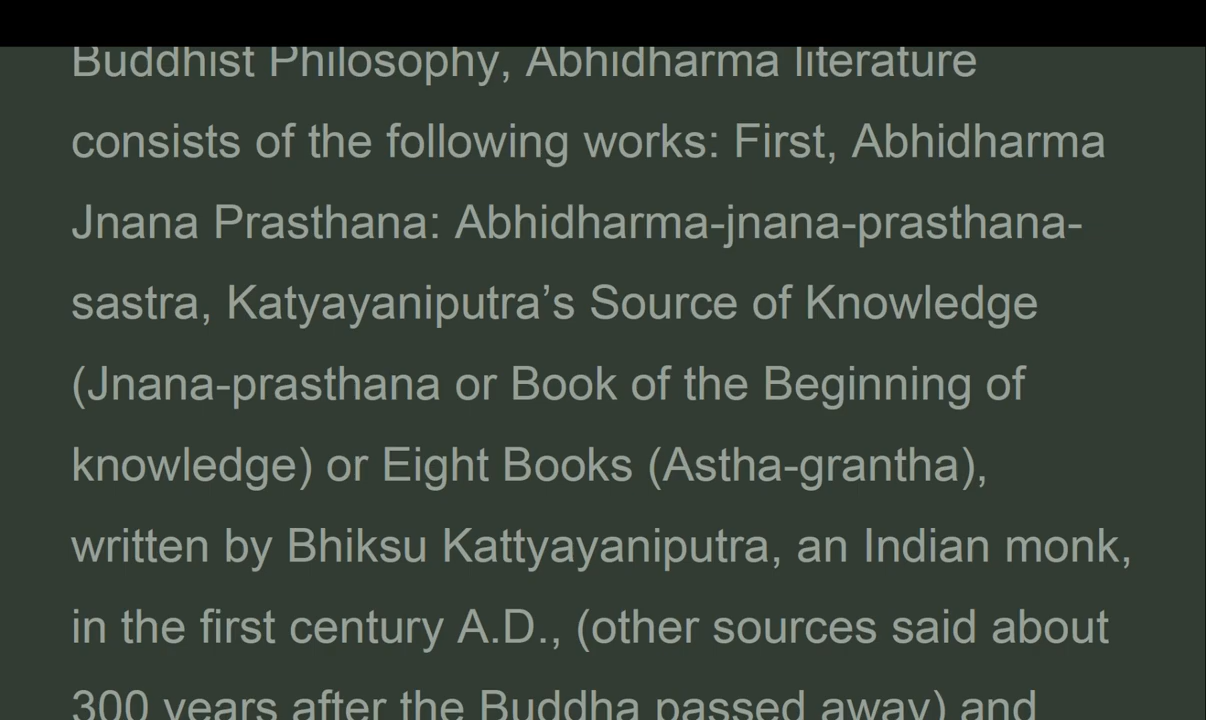 Buddhist Philosophy, Abhidharma literature
consists of the following works: First, Abhidharma
Jnana Prasthana: Abhidharma-jnana-prasthana-
sastra, Katyayaniputra’s Source of Knowledge
(Jnana-prasthana or Book of the Beginning of
knowledge) or Eight Books (Astha-grantha),
written by Bhiksu Kattyayaniputra, an Indian monk,
in the first century A.D., (other sources said about
300 years after the Buddha passed away) and